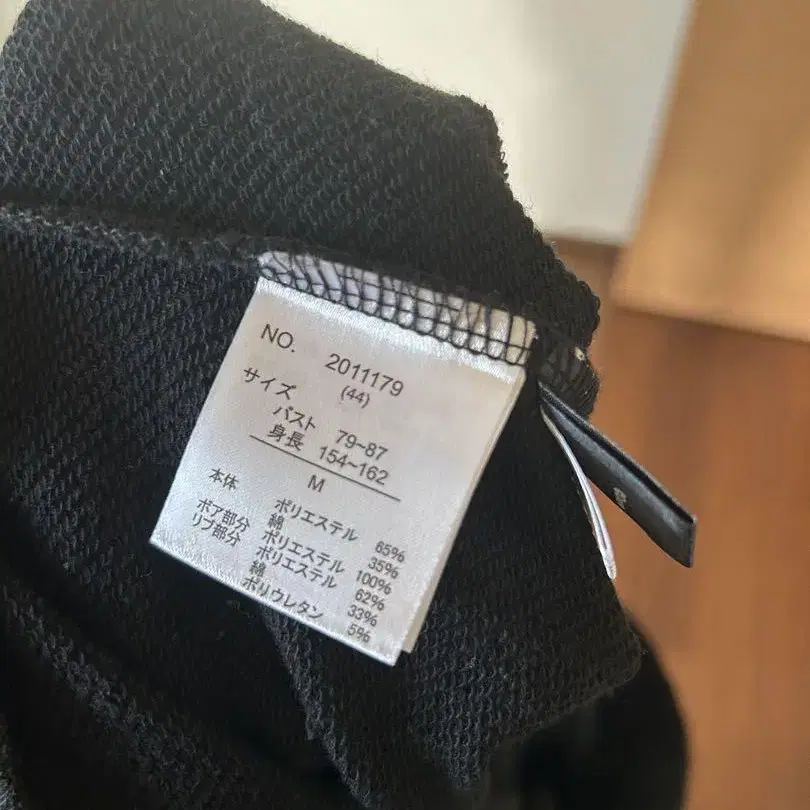 NO. 2011179
サイズ (44)
バスト 79~87
身長 154~162
M
本体 ポリエステル 65%
綿 35%
ボア部分 ポリエステル 100%
リブ部分 ポリエステル 62%
綿 33%
ポリウレタン 5%